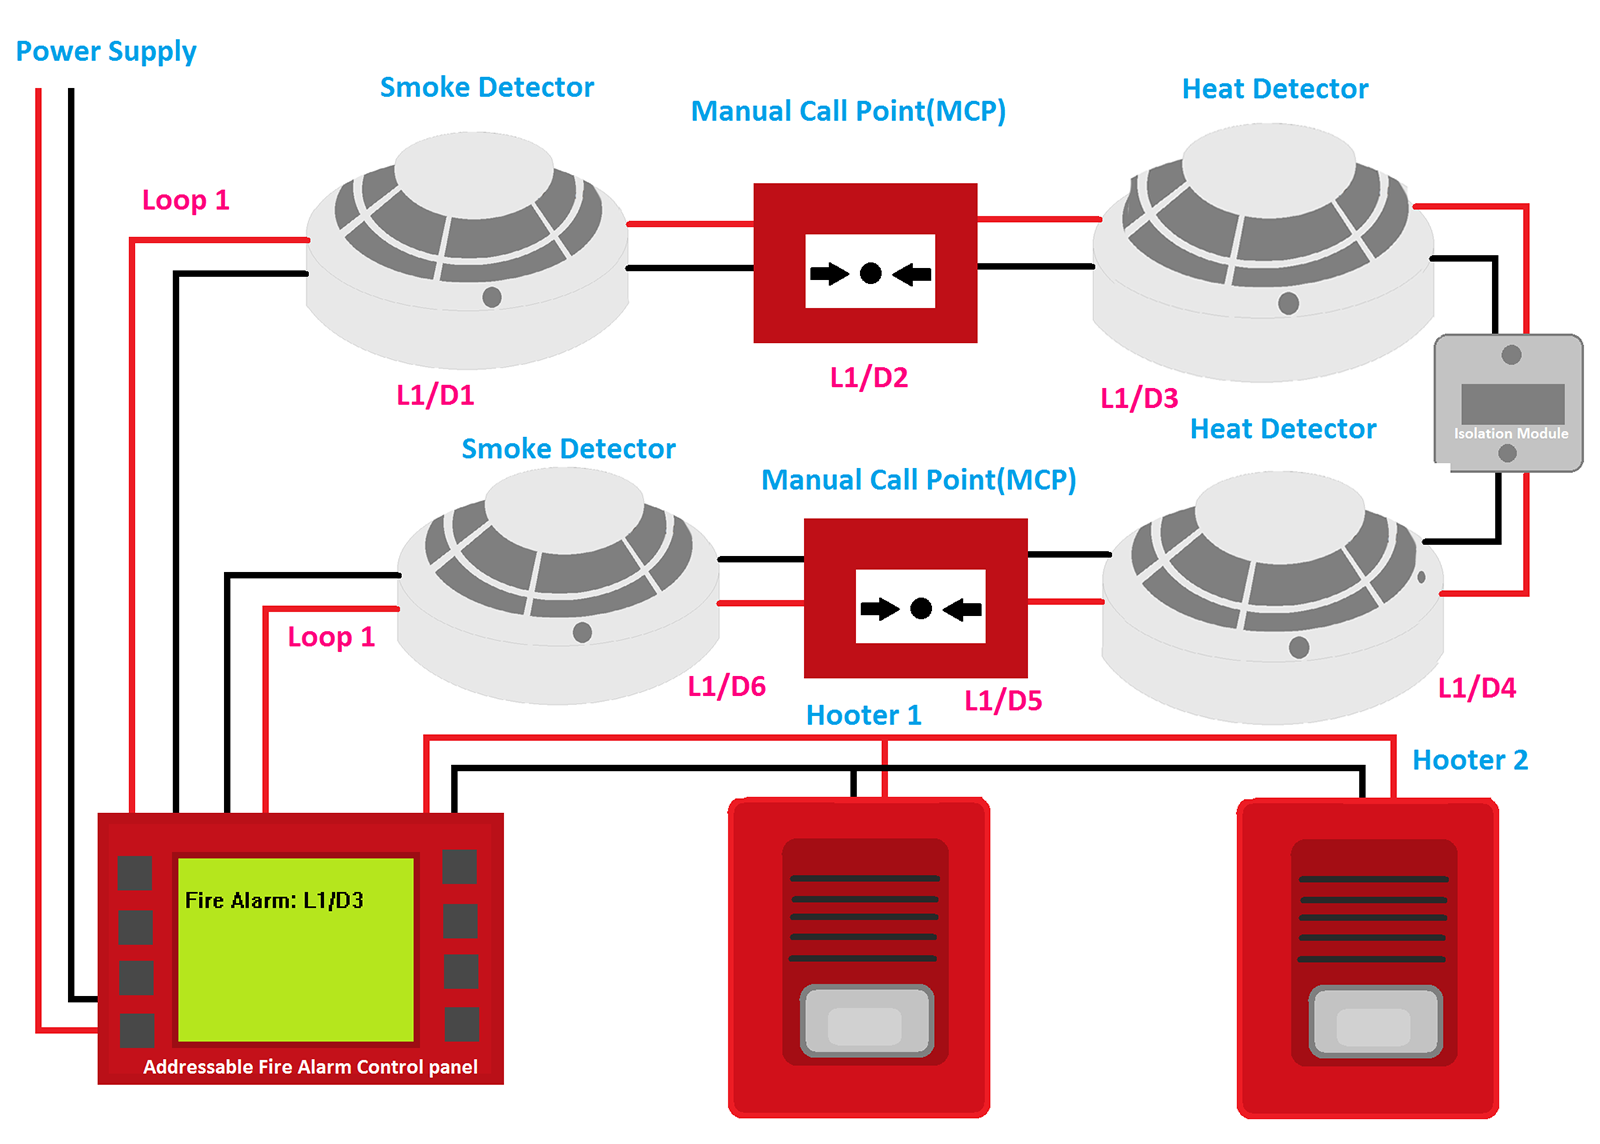 Power Supply
Smoke Detector
Manual Call Point(MCP)
Heat Detector
Loop 1
L1/D1
L1/D2
L1/D3
Isolation Module
Smoke Detector
Manual Call Point(MCP)
Heat Detector
Loop 1
L1/D6
L1/D5
L1/D4
Hooter 1
Hooter 2
Fire Alarm: L1/D3
Addressable Fire Alarm Control panel